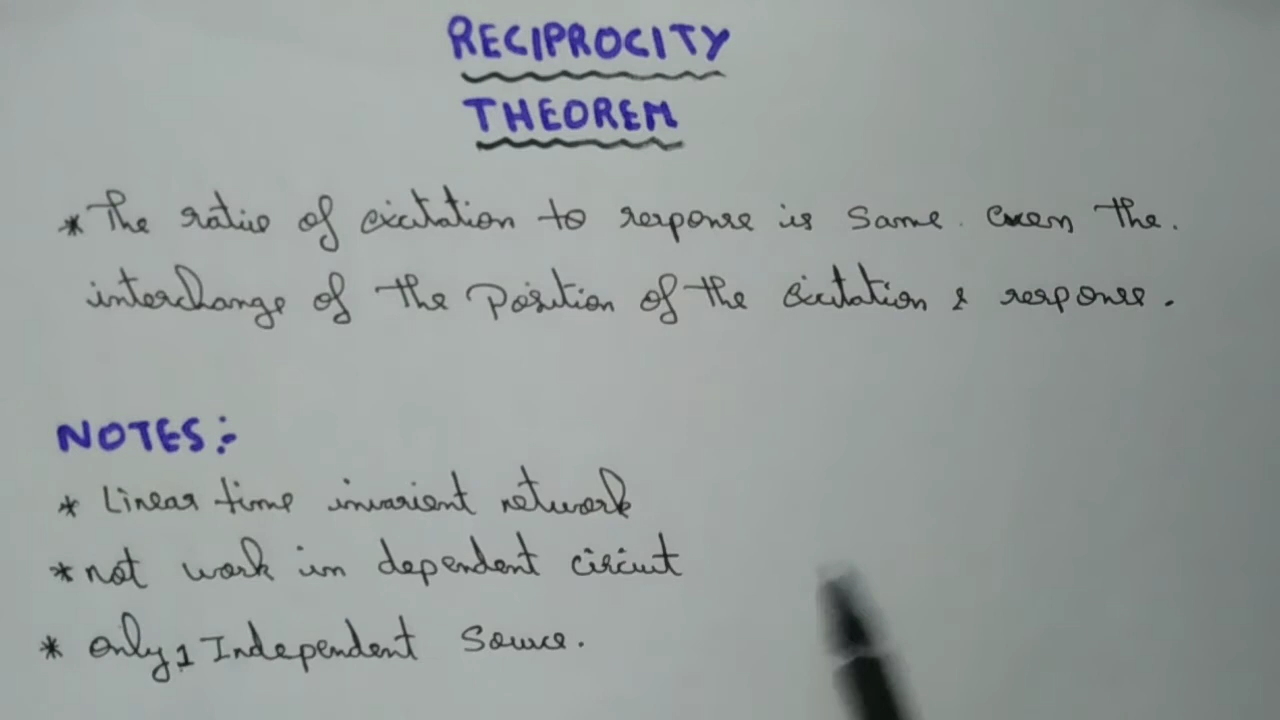 RECIPROCITY
THEOREM
* The ratio of excitation to response is same. even the.
interchange of the Position of the excitation & response.
NOTES:-
* Linear time invarient network
* not work in dependent circuit
* only 1 Independent Source.